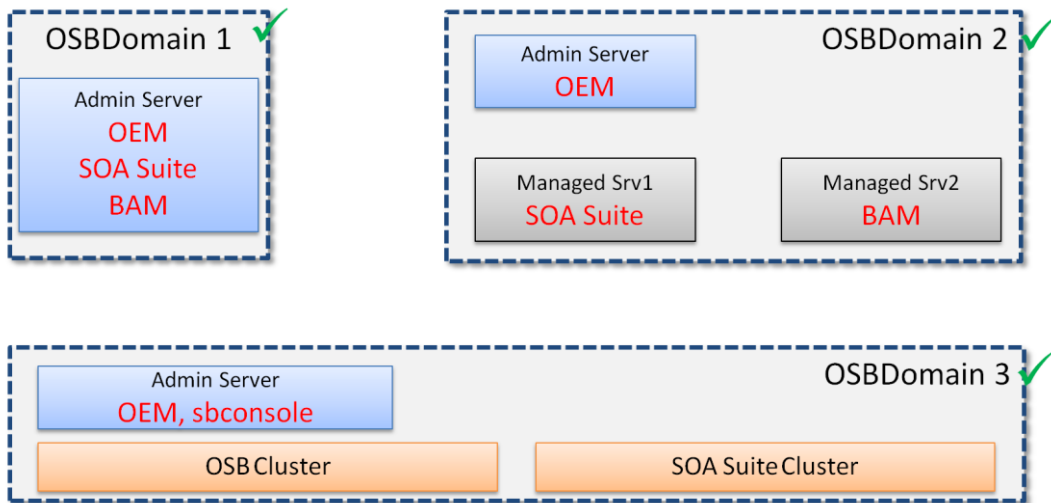 OSBDomain 1
Admin Server
OEM
SOA Suite
BAM
OSBDomain 2
Admin Server
OEM
Managed Srv1
SOA Suite
Managed Srv2
BAM
OSBDomain 3
Admin Server
OEM, sbconsole
OSB Cluster
SOA Suite Cluster